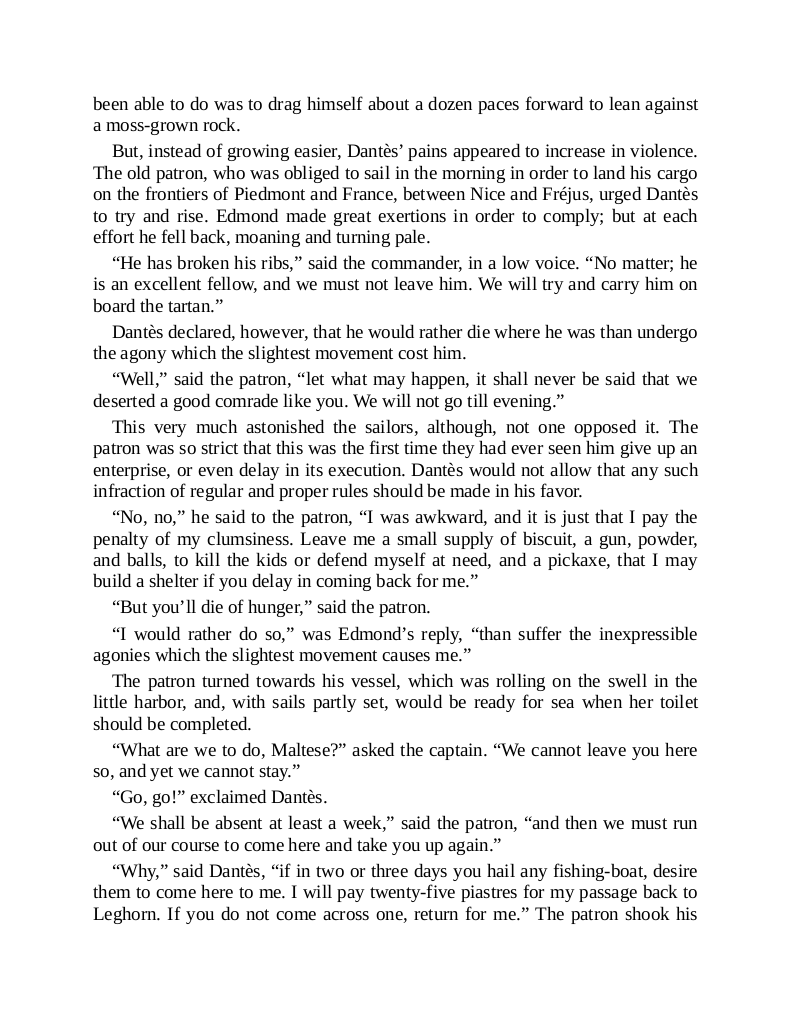 been able to do was to drag himself about a dozen paces forward to lean against
a moss-grown rock.
But, instead of growing easier, Dantès’ pains appeared to increase in violence.
The old patron, who was obliged to sail in the morning in order to land his cargo
on the frontiers of Piedmont and France, between Nice and Fréjus, urged Dantès
to try and rise. Edmond made great exertions in order to comply; but at each
effort he fell back, moaning and turning pale.
“He has broken his ribs,” said the commander, in a low voice. “No matter; he
is an excellent fellow, and we must not leave him. We will try and carry him on
board the tartan.”
Dantès declared, however, that he would rather die where he was than undergo
the agony which the slightest movement cost him.
“Well,” said the patron, “let what may happen, it shall never be said that we
deserted a good comrade like you. We will not go till evening.”
This very much astonished the sailors, although, not one opposed it. The
patron was so strict that this was the first time they had ever seen him give up an
enterprise, or even delay in its execution. Dantès would not allow that any such
infraction of regular and proper rules should be made in his favor.
“No, no,” he said to the patron, “I was awkward, and it is just that I pay the
penalty of my clumsiness. Leave me a small supply of biscuit, a gun, powder,
and balls, to kill the kids or defend myself at need, and a pickaxe, that I may
build a shelter if you delay in coming back for me.”
“But you’ll die of hunger,” said the patron.
“I would rather do so,” was Edmond’s reply, “than suffer the inexpressible
agonies which the slightest movement causes me.”
The patron turned towards his vessel, which was rolling on the swell in the
little harbor, and, with sails partly set, would be ready for sea when her toilet
should be completed.
“What are we to do, Maltese?” asked the captain. “We cannot leave you here
so, and yet we cannot stay.”
“Go, go!” exclaimed Dantès.
“We shall be absent at least a week,” said the patron, “and then we must run
out of our course to come here and take you up again.”
“Why,” said Dantès, “if in two or three days you hail any fishing-boat, desire
them to come here to me. I will pay twenty-five piastres for my passage back to
Leghorn. If you do not come across one, return for me.” The patron shook his